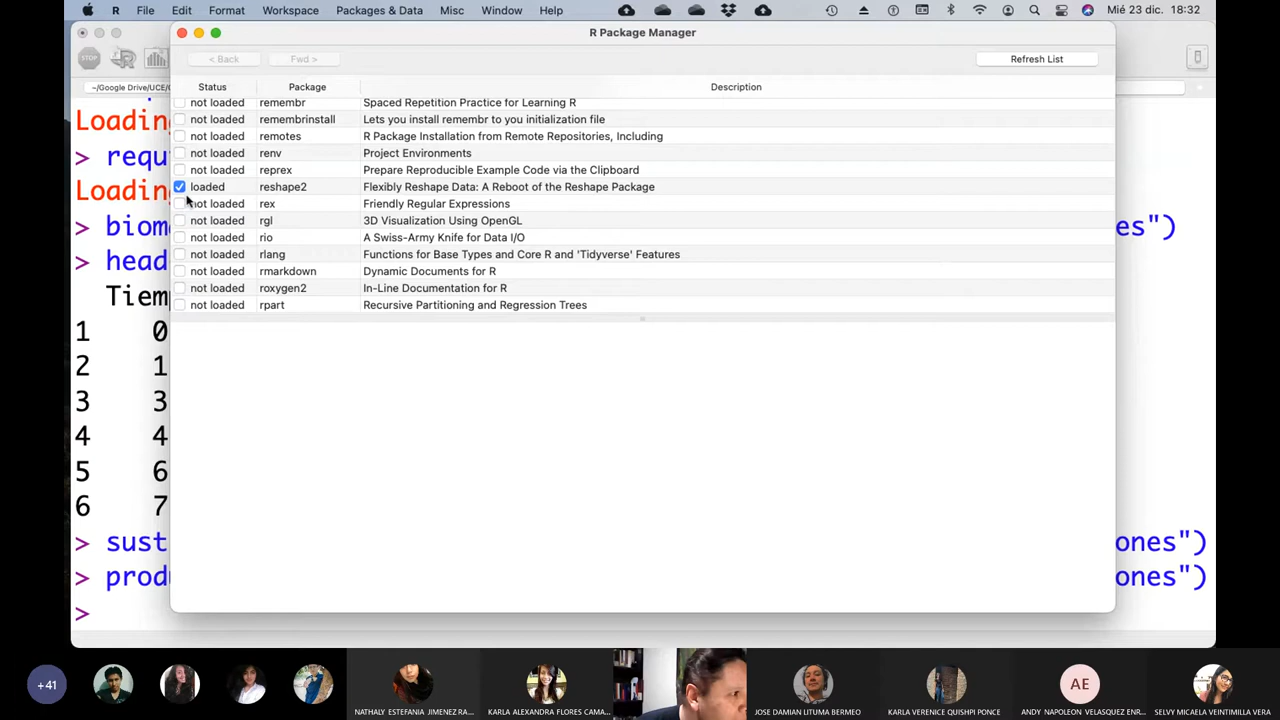 R File Edit Format Workspace Packages & Data Misc Window Help Mié 23 dic. 18:32
R Package Manager
STOP
< Back Fwd > Refresh List
~/Google Drive/UCE/
Status Package Description
not loaded remembr Spaced Repetition Practice for Learning R
not loaded remembrinstall Lets you install remembr to you initialization file
not loaded remotes R Package Installation from Remote Repositories, Including
not loaded renv Project Environments
not loaded reprex Prepare Reproducible Example Code via the Clipboard
loaded reshape2 Flexibly Reshape Data: A Reboot of the Reshape Package
not loaded rex Friendly Regular Expressions
not loaded rgl 3D Visualization Using OpenGL
not loaded rio A Swiss-Army Knife for Data I/O
not loaded rlang Functions for Base Types and Core R and 'Tidyverse' Features
not loaded rmarkdown Dynamic Documents for R
not loaded roxygen2 In-Line Documentation for R
not loaded rpart Recursive Partitioning and Regression Trees
Loadin
> requ
Loadin
> biom es")
> head
Tiem
1 0
2 1
3 3
4 4
5 6
6 7
> sust ones")
> prod ones")
>
+41
NATHALY ESTEFANIA JIMENEZ RA...
KARLA ALEXANDRA FLORES CAMA...
JOSE DAMIAN LITUMA BERMEO
KARLA VERENICE QUISHPI PONCE
AE
ANDY NAPOLEON VELASQUEZ ENR...
SELVY MICAELA VEINTIMILLA VERA